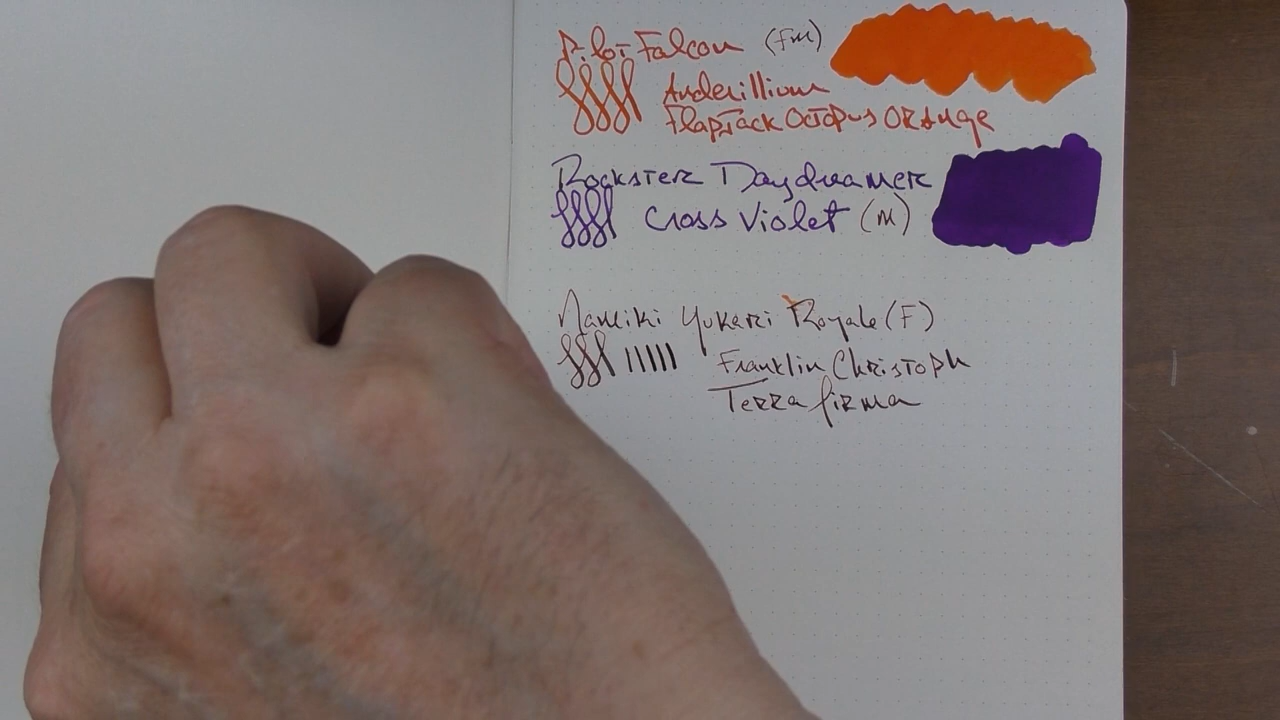 Pilot Falcon (FM)
Anderillium
Flapjack Octopus Orange
Rockster Daydreamer
Cross Violet (M)
Namiki Yukari Royale (F)
Franklin Christoph
Terra firma